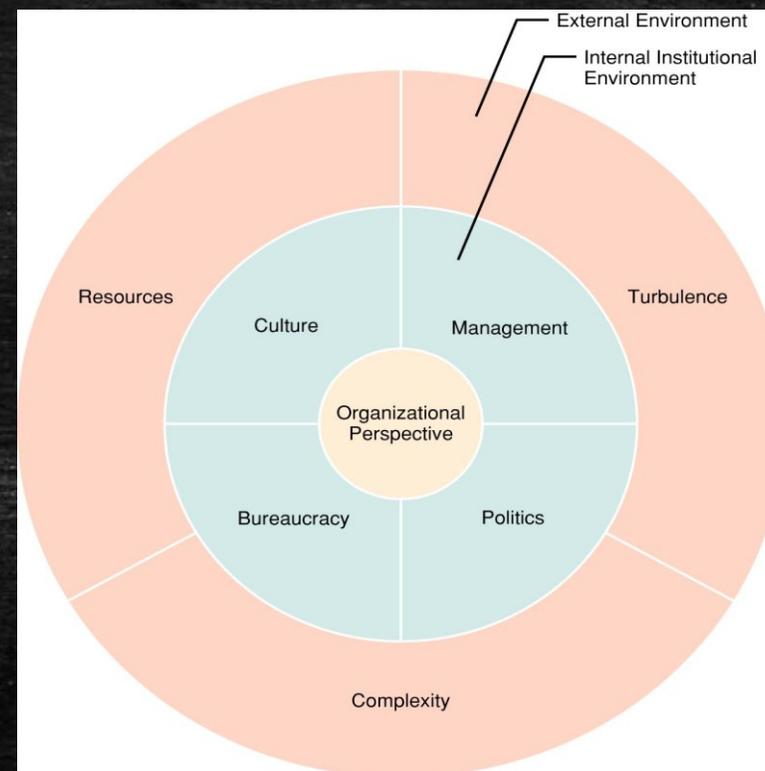 External Environment
Internal Institutional
Environment
Resources
Turbulence
Culture
Management
Organizational
Perspective
Bureaucracy
Politics
Complexity